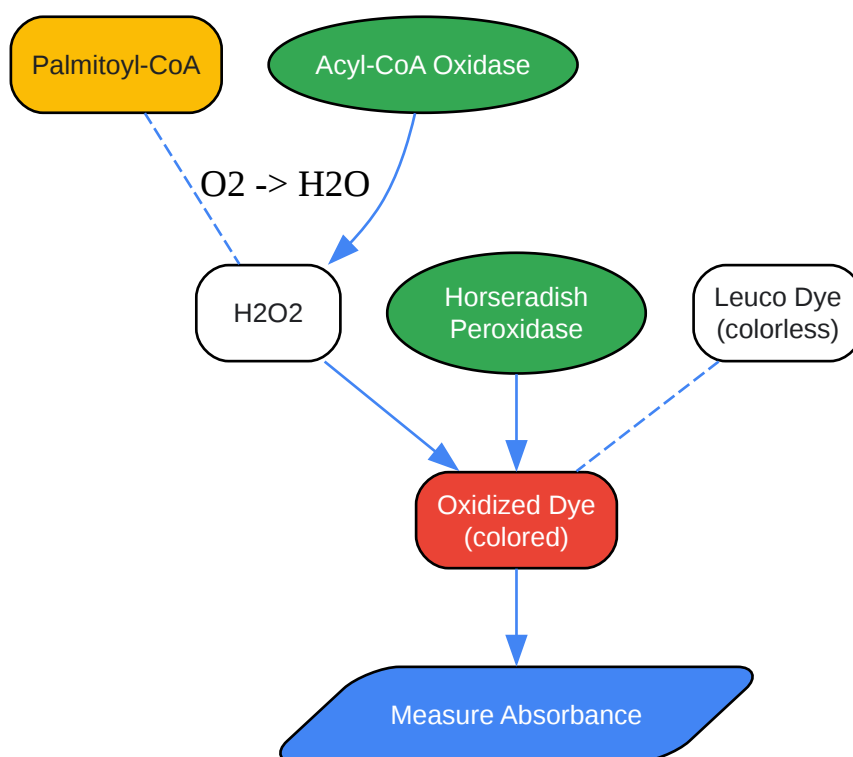 Palmitoyl-CoA
Acyl-CoA Oxidase
O2 -> H2O
H2O2
Horseradish
Peroxidase
Leuco Dye
(colorless)
Oxidized Dye
(colored)
Measure Absorbance